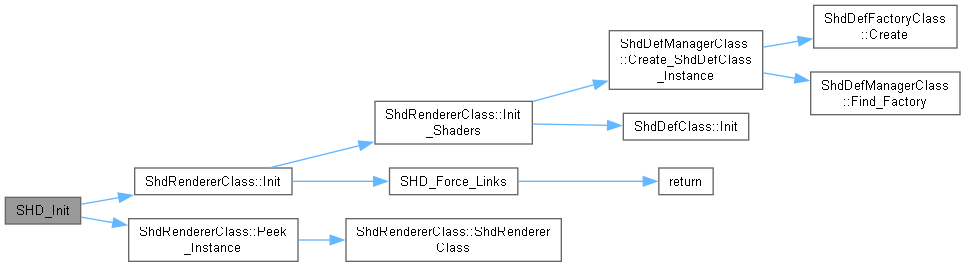 SHD_Init
ShdRendererClass::Init
ShdRendererClass::Init
_Shaders
ShdDefManagerClass
::Create_ShdDefClass
_Instance
ShdDefFactoryClass
::Create
ShdDefManagerClass
::Find_Factory
ShdDefClass::Init
SHD_Force_Links
return
ShdRendererClass::Peek
_Instance
ShdRendererClass::ShdRenderer
Class